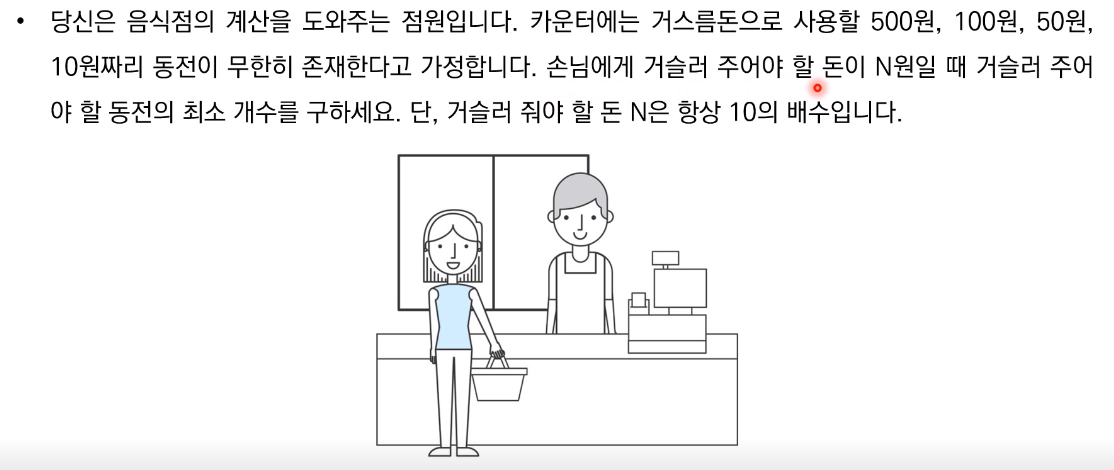 • 당신은 음식점의 계산을 도와주는 점원입니다. 카운터에는 거스름돈으로 사용할 500원, 100원, 50원,
10원짜리 동전이 무한히 존재한다고 가정합니다. 손님에게 거슬러 주어야 할 돈이 N원일 때 거슬러 주어
야 할 동전의 최소 개수를 구하세요. 단, 거슬러 줘야 할 돈 N은 항상 10의 배수입니다.